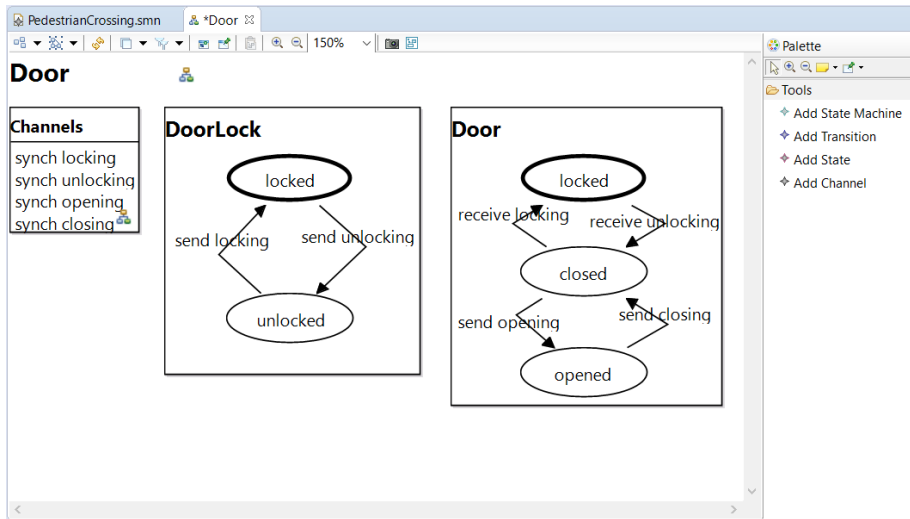 PedestrianCrossing.smn
*Door
150%
Palette
Tools
Add State Machine
Add Transition
Add State
Add Channel
Door
Channels
synch locking
synch unlocking
synch opening
synch closing
DoorLock
locked
send locking
send unlocking
unlocked
Door
locked
receive locking
receive unlocking
closed
send opening
send closing
opened